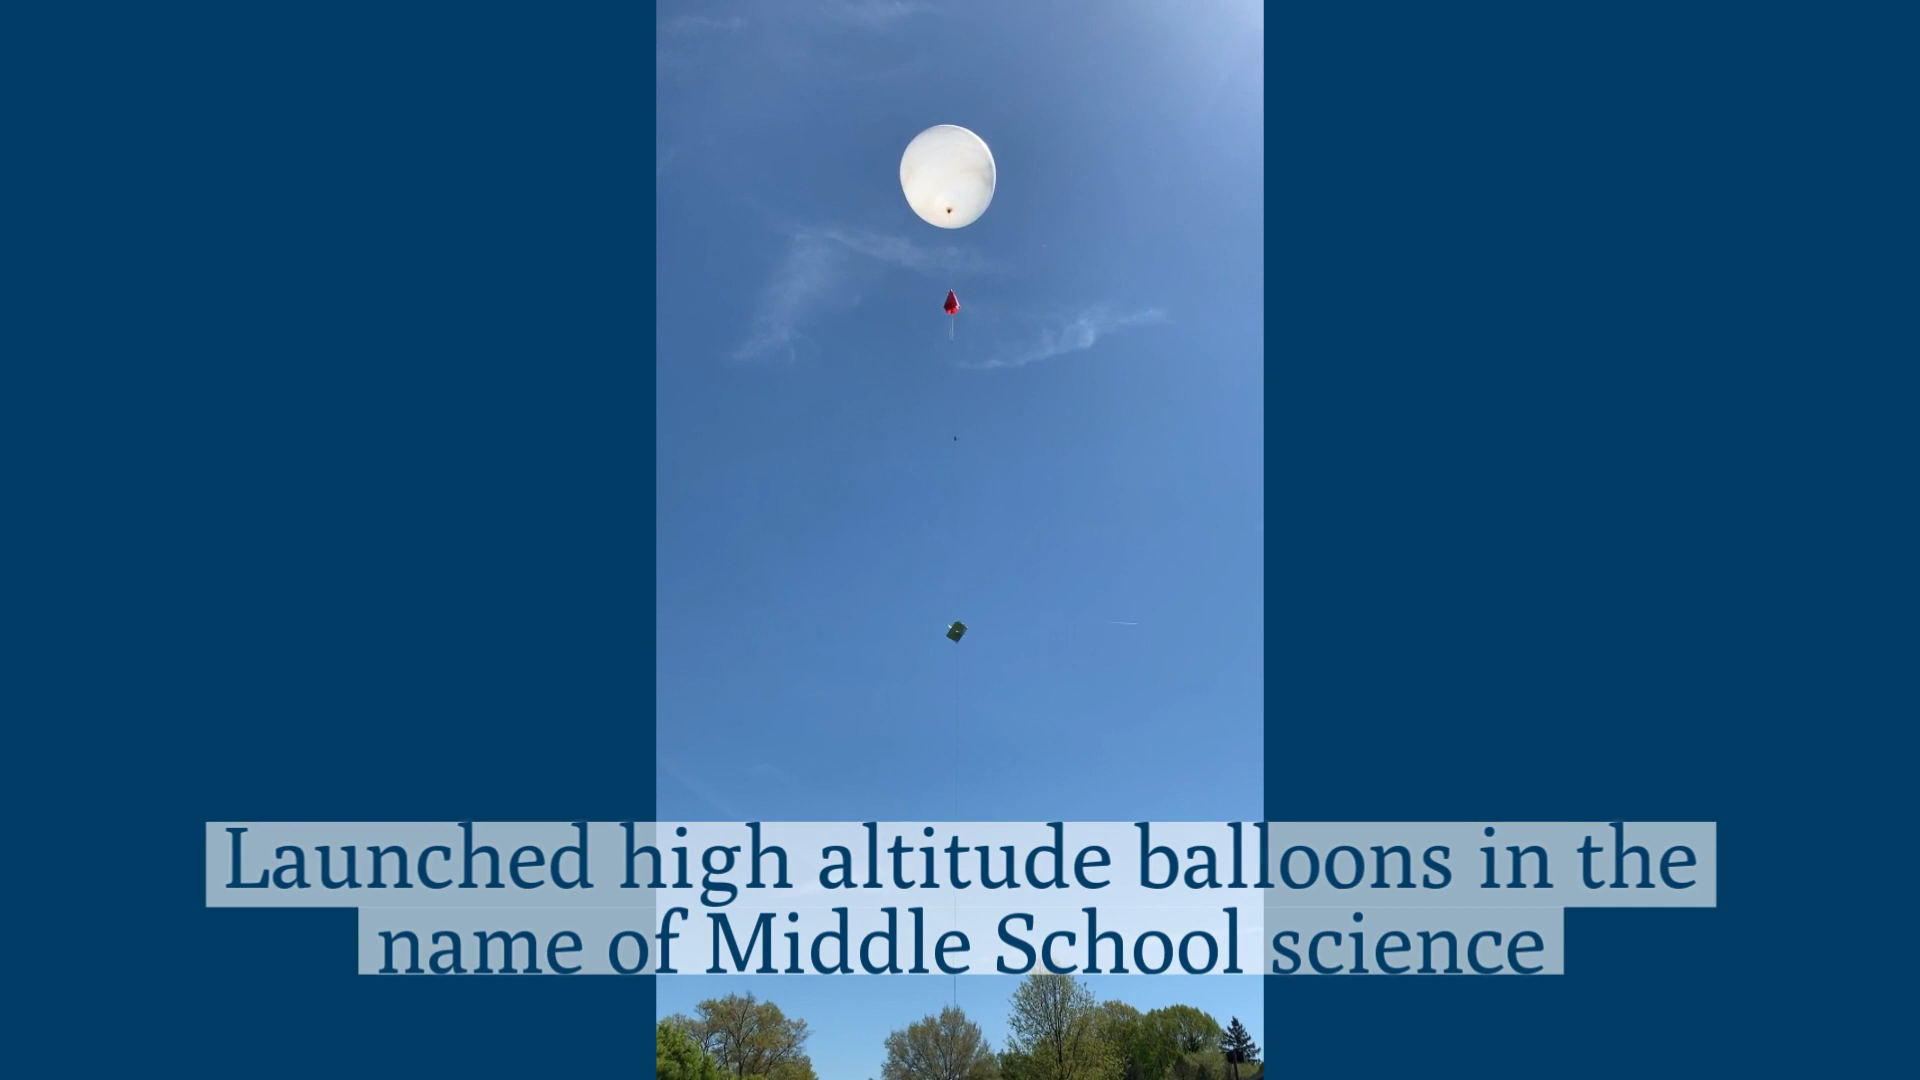 Launched high altitude balloons in the
name of Middle School science